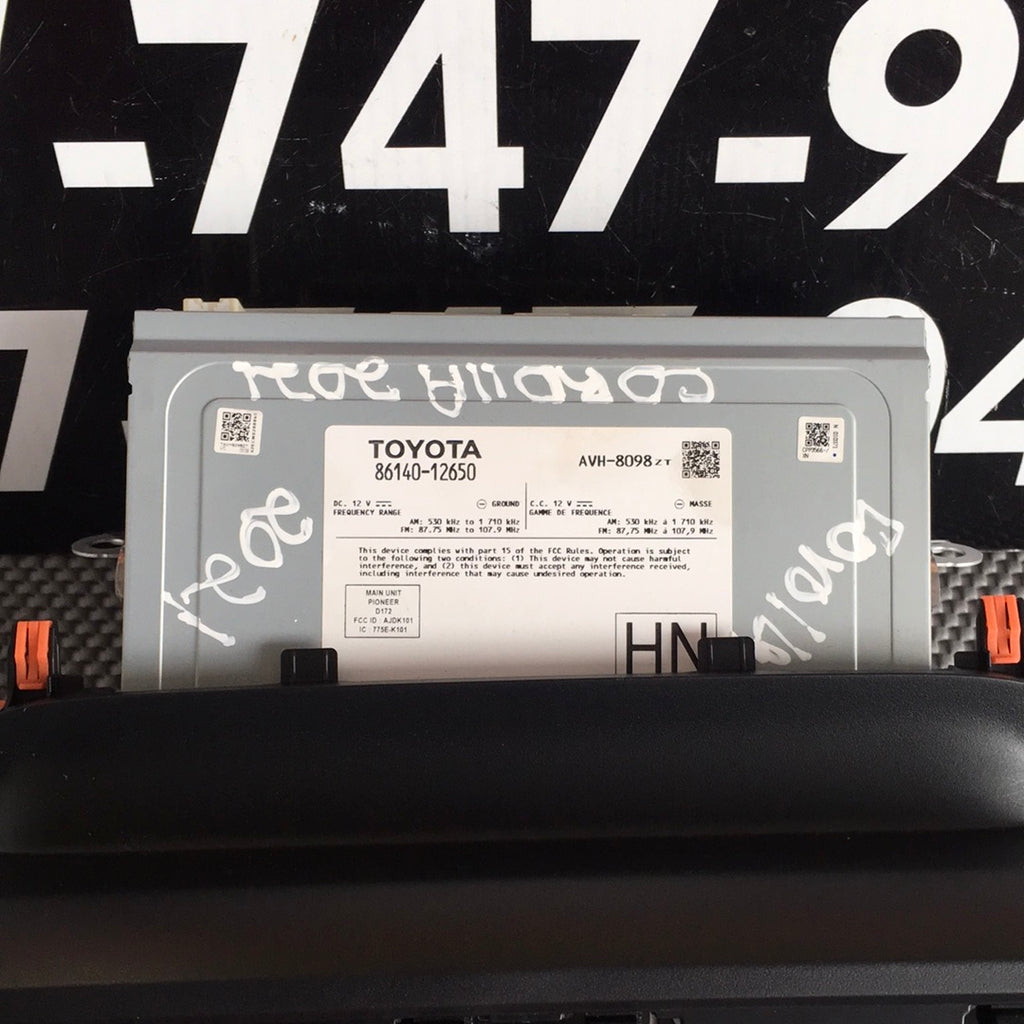 -747-9
747-94
TOYOTA
86140-12650
AVH-8098 ZT
DC. 12 V ⎓ ⊖ GROUND
FREQUENCY RANGE
AM: 530 kHz to 1 710 kHz
FM: 87.75 MHz to 107.9 MHz
C.C. 12 V ⎓ ⊖ MASSE
GAMME DE FREQUENCE
AM: 530 kHz à 1 710 kHz
FM: 87,75 MHz à 107,9 MHz
This device complies with part 15 of the FCC Rules. Operation is subject
to the following two conditions: (1) This device may not cause harmful
interference, and (2) this device must accept any interference received,
including interference that may cause undesired operation.
MAIN UNIT
PIONEER
D172
FCC ID : AJDK101
IC : 775E-K101
HN